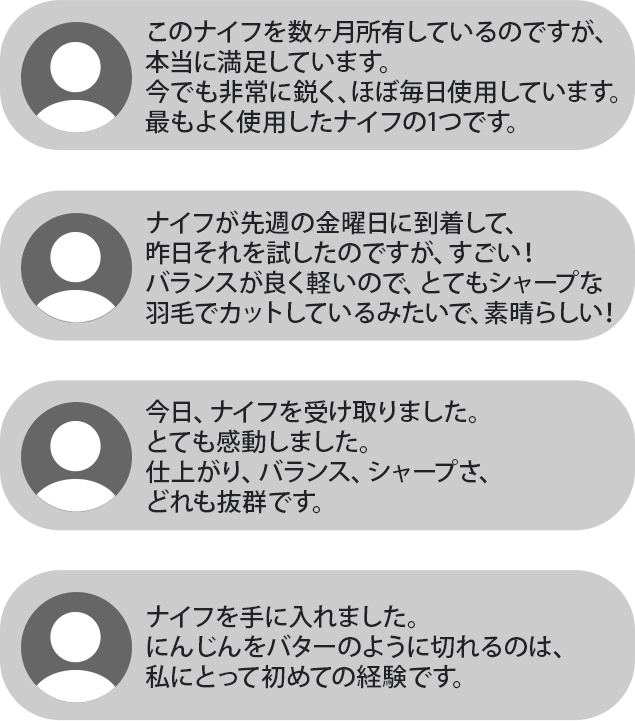 このナイフを数ヶ月所有しているのですが、
本当に満足しています。
今でも非常に鋭く、ほぼ毎日使用しています。
最もよく使用したナイフの1つです。
ナイフが先週の金曜日に到着して、
昨日それを試したのですが、すごい！
バランスが良く軽いので、とてもシャープな
羽毛でカットしているみたいで、素晴らしい！
今日、ナイフを受け取りました。
とても感動しました。
仕上がり、バランス、シャープさ、
どれも抜群です。
ナイフを手に入れました。
にんじんをバターのように切れるのは、
私にとって初めての経験です。